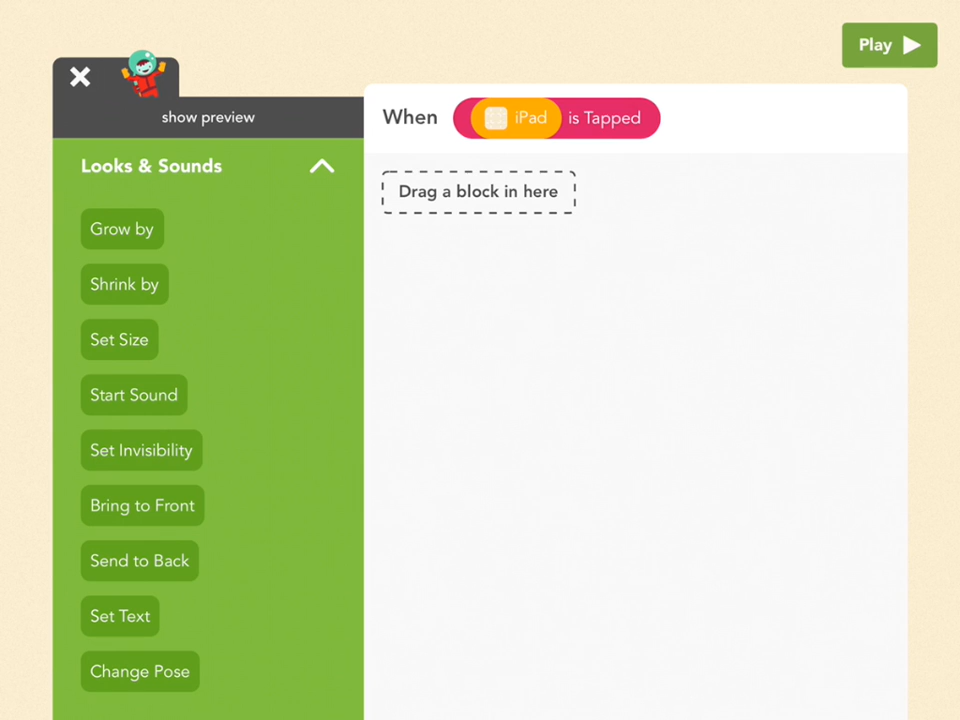 Play
show preview
When iPad is Tapped
Looks & Sounds
Drag a block in here
Grow by
Shrink by
Set Size
Start Sound
Set Invisibility
Bring to Front
Send to Back
Set Text
Change Pose